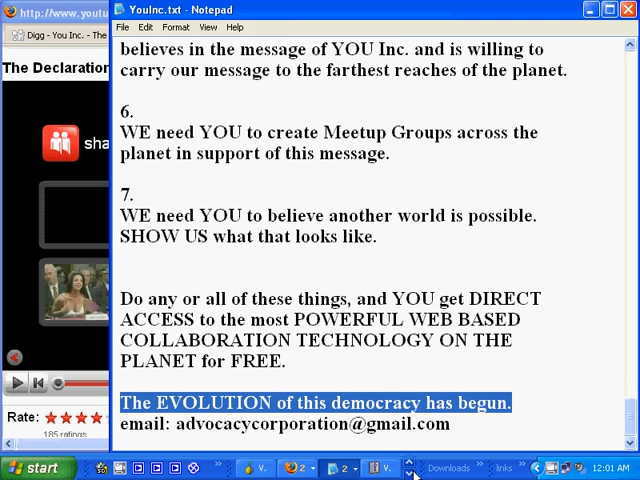 http://www.youtu
YouInc.txt - Notepad
Digg - You Inc. - The
File Edit Format View Help
The Declaration
believes in the message of YOU Inc. and is willing to
carry our message to the farthest reaches of the planet.
6.
WE need YOU to create Meetup Groups across the
planet in support of this message.
7.
WE need YOU to believe another world is possible.
SHOW US what that looks like.
Do any or all of these things, and YOU get DIRECT
ACCESS to the most POWERFUL WEB BASED
COLLABORATION TECHNOLOGY ON THE
PLANET for FREE.
The EVOLUTION of this democracy has begun.
email: advocacycorporation@gmail.com
sha
Rate:
185 ratings
start V. 2 2 V. Downloads links 12:01 AM